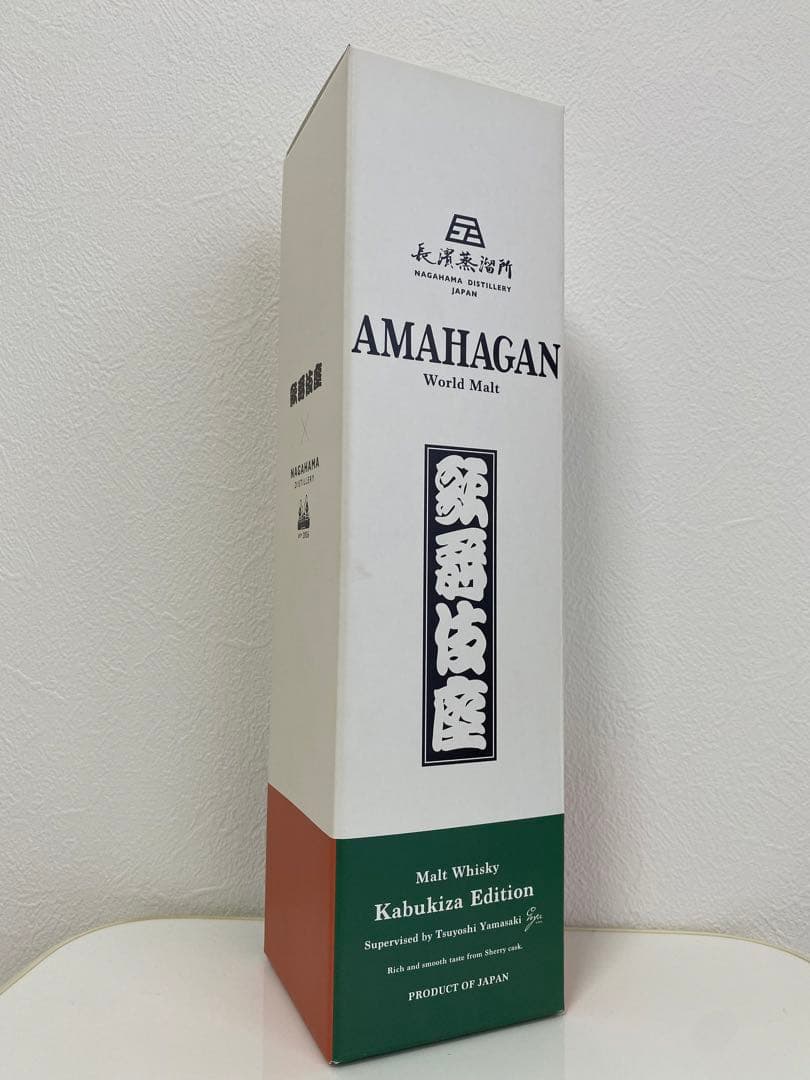 長濱蒸溜所
NAGAHAMA DISTILLERY
JAPAN
AMAHAGAN
World Malt
歌舞伎座
Malt Whisky
Kabukiza Edition
Supervised by Tsuyoshi Yamasaki
Rich and smooth taste from Sherry cask.
PRODUCT OF JAPAN
歌舞伎座
×
NAGAHAMA
DISTILLERY